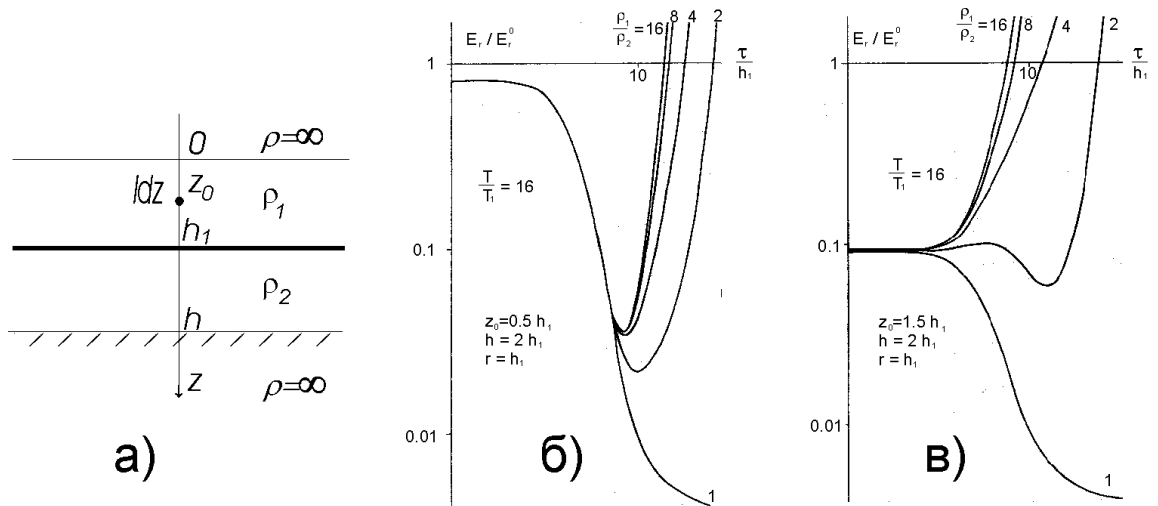 0
ρ=∞
Idz
z₀
ρ₁
h₁
ρ₂
h
z
ρ=∞
а)
Eᵣ / Eᵣ⁰
ρ₁/ρ₂ = 16
8
4
2
1
10
τ/h₁
T/T₁ = 16
0.1
z₀=0.5 h₁
h = 2 h₁
r = h₁
0.01
1
б)
Eᵣ / Eᵣ⁰
ρ₁/ρ₂ = 16
8
4
2
1
10
τ/h₁
T/T₁ = 16
0.1
z₀=1.5 h₁
h = 2 h₁
r = h₁
0.01
1
в)